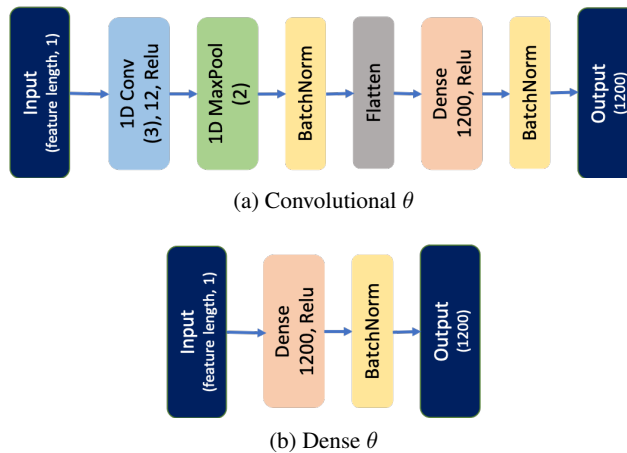 Input
(feature length, 1)
1D Conv
(3), 12, Relu
1D MaxPool
(2)
BatchNorm
Flatten
Dense
1200, Relu
BatchNorm
Output
(1200)
(a) Convolutional θ
Input
(feature length, 1)
Dense
1200, Relu
BatchNorm
Output
(1200)
(b) Dense θ